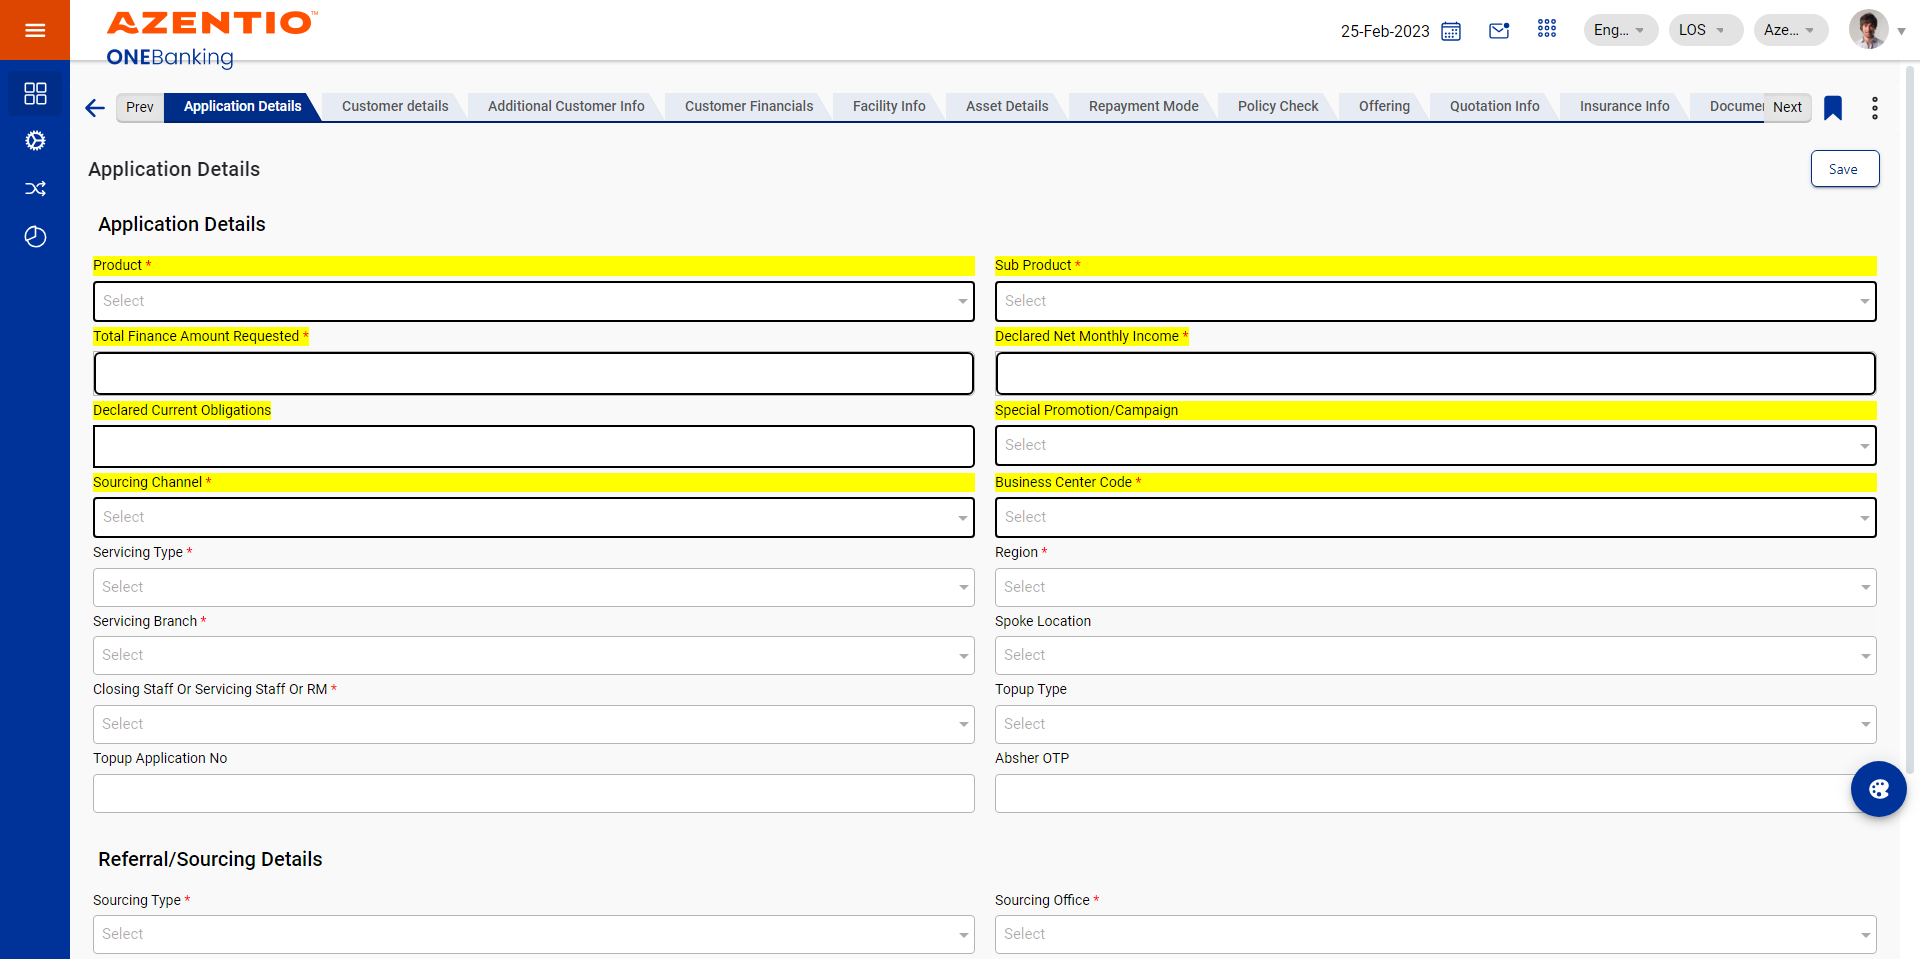 AZENTIO™
ONEBanking
25-Feb-2023
Eng...
LOS
Aze...
Prev
Application Details
Customer details
Additional Customer Info
Customer Financials
Facility Info
Asset Details
Repayment Mode
Policy Check
Offering
Quotation Info
Insurance Info
Documen
Next
Application Details
Save
Application Details
Product *
Sub Product *
Select
Select
Total Finance Amount Requested *
Declared Net Monthly Income *
Declared Current Obligations
Special Promotion/Campaign
Select
Sourcing Channel *
Business Center Code *
Select
Select
Servicing Type *
Region *
Select
Select
Servicing Branch *
Spoke Location
Select
Select
Closing Staff Or Servicing Staff Or RM *
Topup Type
Select
Select
Topup Application No
Absher OTP
Referral/Sourcing Details
Sourcing Type *
Sourcing Office *
Select
Select